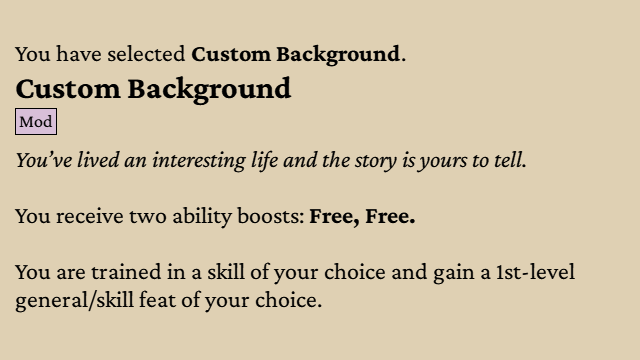 You have selected Custom Background.
Custom Background
Mod
You’ve lived an interesting life and the story is yours to tell.
You receive two ability boosts: Free, Free.
You are trained in a skill of your choice and gain a 1st-level
general/skill feat of your choice.